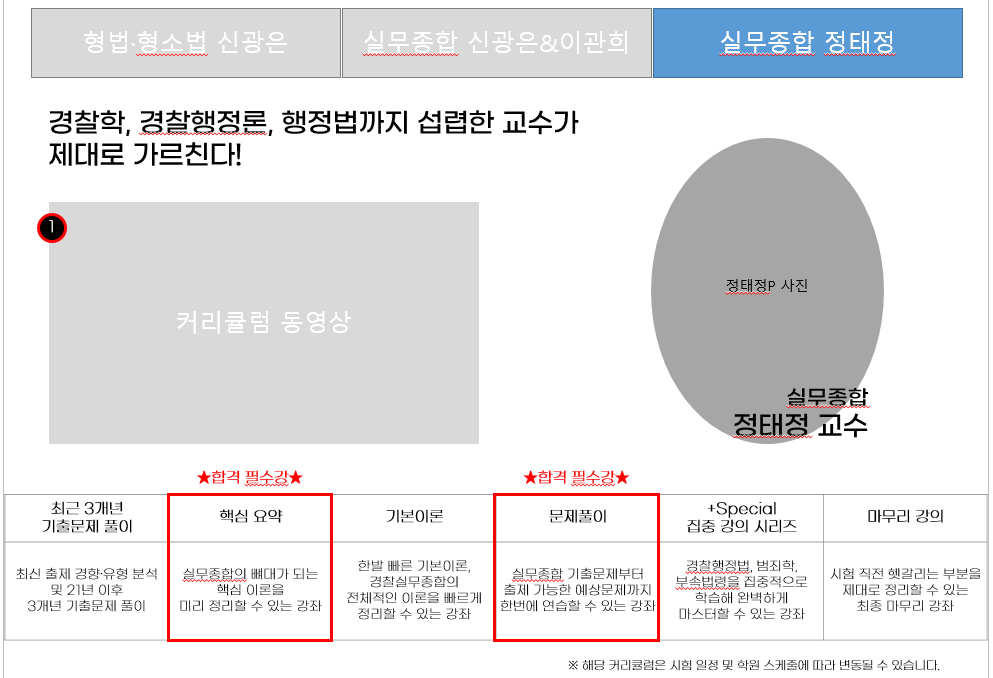 형법·형소법 신광은
실무종합 신광은&이관희
실무종합 정태정
경찰학, 경찰행정론, 행정법까지 섭렵한 교수가
제대로 가르친다!
1
커리큘럼 동영상
정태정P 사진
실무종합
정태정 교수
★합격 필수강★
★합격 필수강★
최근 3개년
기출문제 풀이
핵심 요약
기본이론
문제풀이
+Special
집중 강의 시리즈
마무리 강의
최신 출제 경향·유형 분석
및 21년 이후
3개년 기출문제 풀이
실무종합의 뼈대가 되는
핵심 이론을
미리 정리할 수 있는 강좌
한발 빠른 기본이론,
경찰실무종합의
전체적인 이론을 빠르게
정리할 수 있는 강좌
실무종합 기출문제부터
출제 가능한 예상문제까지
한번에 연습할 수 있는 강좌
경찰행정법, 범죄학,
부속법령을 집중적으로
학습해 완벽하게
마스터할 수 있는 강좌
시험 직전 헷갈리는 부분을
제대로 정리할 수 있는
최종 마무리 강좌
※ 해당 커리큘럼은 시험 일정 및 학원 스케줄에 따라 변동될 수 있습니다.